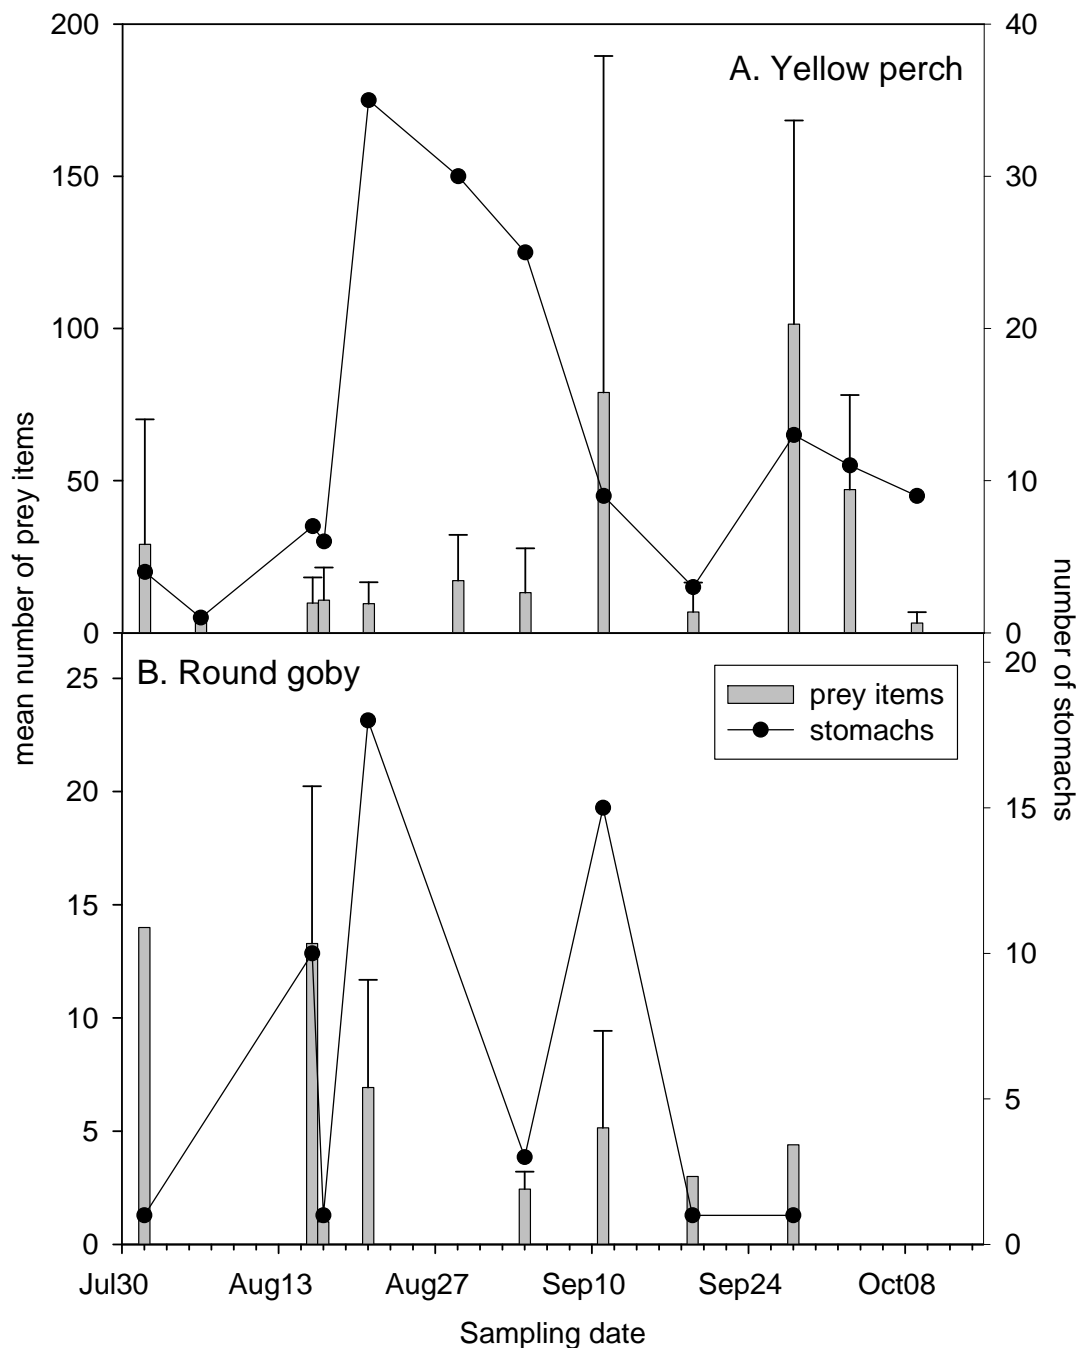 200
150
100
50
0
40
30
20
10
0
A. Yellow perch
mean number of prey items
number of stomachs
B. Round goby
prey items
stomachs
25
20
15
10
5
0
20
15
10
5
0
Jul30 Aug13 Aug27 Sep10 Sep24 Oct08
Sampling date